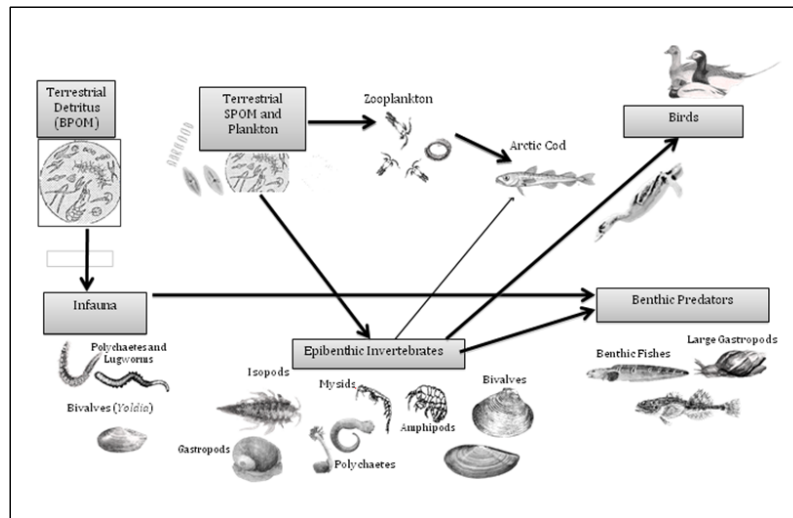 Terrestrial
Detritus
(BPOM)
Terrestrial
SPOM and
Plankton
Zooplankton
Arctic Cod
Birds
Infauna
Benthic Predators
Epibenthic Invertebrates
Polychaetes and
Lugworms
Bivalves (Yoldia)
Isopods
Mysids
Amphipods
Bivalves
Gastropods
Polychaetes
Benthic Fishes
Large Gastropods